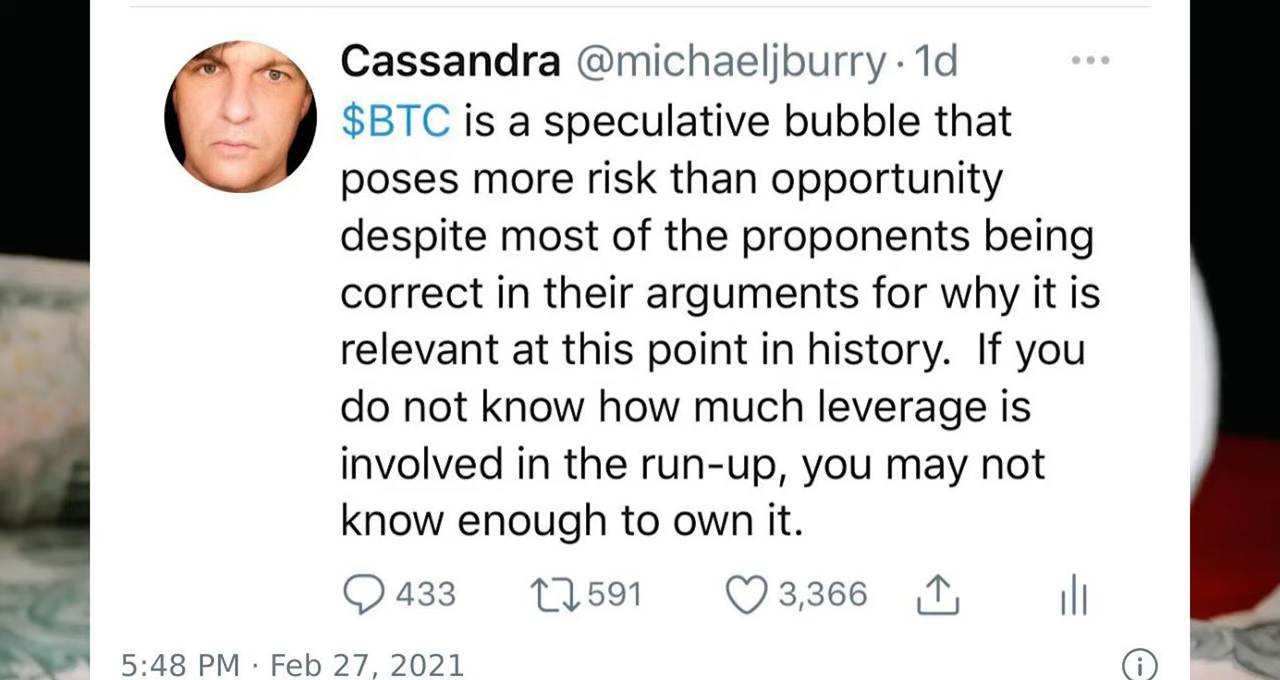 Cassandra @michaeljburry · 1d
$BTC is a speculative bubble that
poses more risk than opportunity
despite most of the proponents being
correct in their arguments for why it is
relevant at this point in history.  If you
do not know how much leverage is
involved in the run-up, you may not
know enough to own it.
433 591 3,366
5:48 PM · Feb 27, 2021